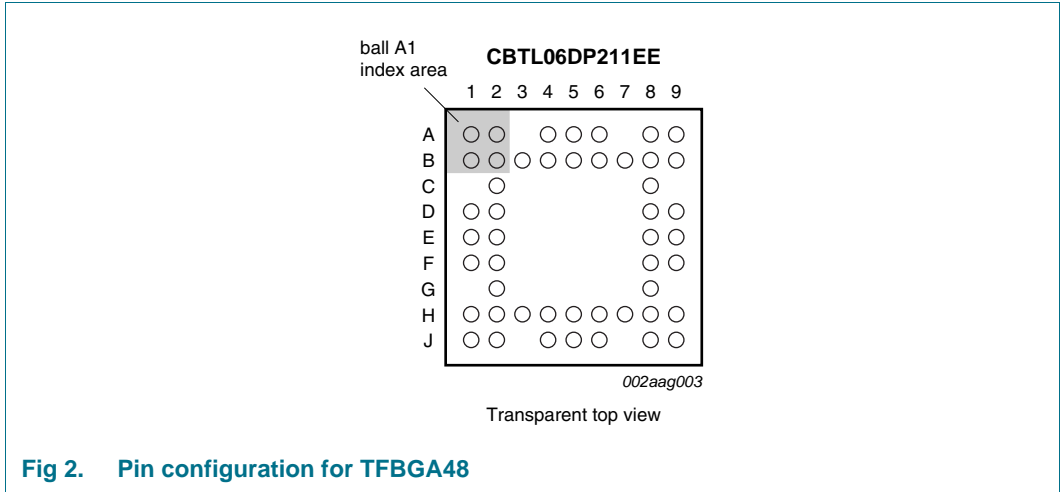 ball A1
index area
CBTL06DP211EE
1 2 3 4 5 6 7 8 9
A
B
C
D
E
F
G
H
J
002aag003
Transparent top view
Fig 2. Pin configuration for TFBGA48